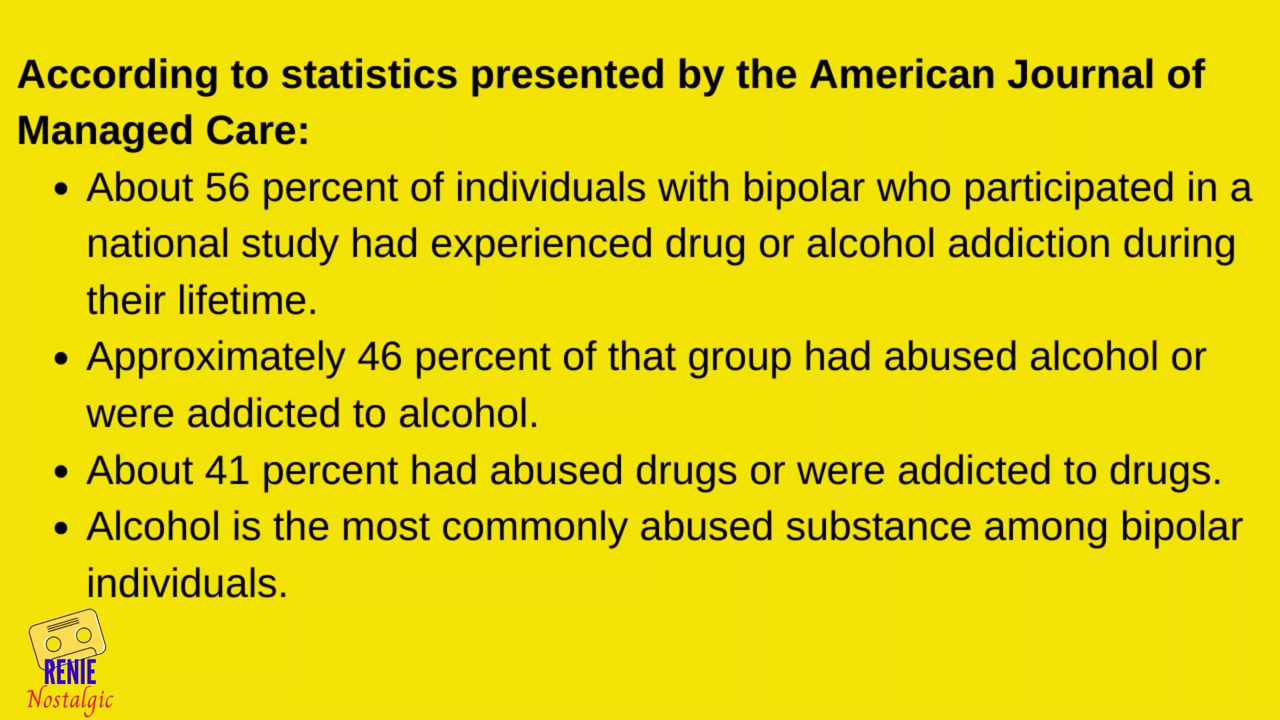 According to statistics presented by the American Journal of
Managed Care:
• About 56 percent of individuals with bipolar who participated in a
national study had experienced drug or alcohol addiction during
their lifetime.
• Approximately 46 percent of that group had abused alcohol or
were addicted to alcohol.
• About 41 percent had abused drugs or were addicted to drugs.
• Alcohol is the most commonly abused substance among bipolar
individuals.
RENIE
Nostalgic